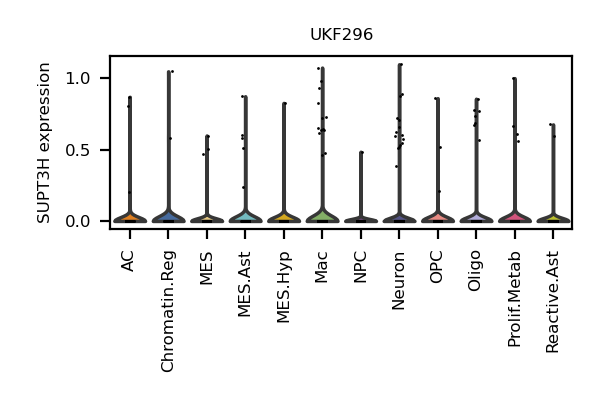 UKF296
SUPT3H expression
1.0
0.5
0.0
AC
Chromatin.Reg
MES
MES.Ast
MES.Hyp
Mac
NPC
Neuron
OPC
Oligo
Prolif.Metab
Reactive.Ast